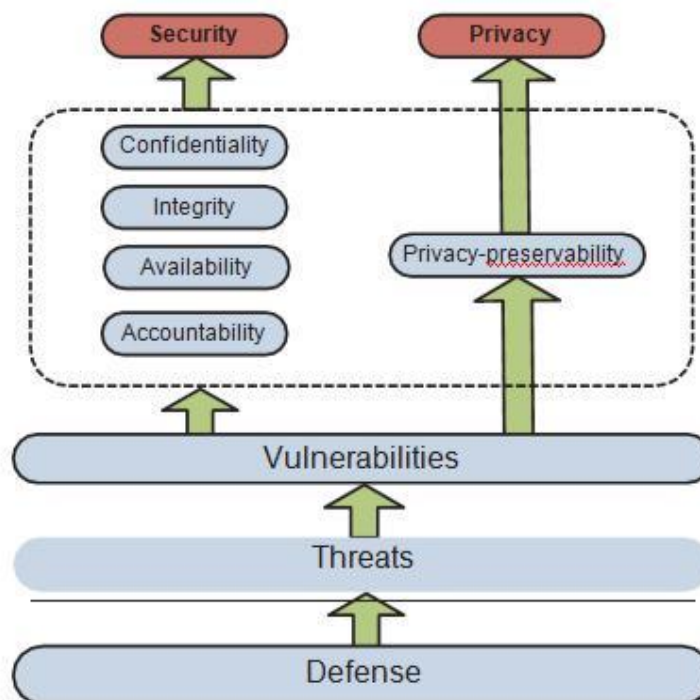 Security
Privacy
Confidentiality
Integrity
Availability
Accountability
Privacy-preservability
Vulnerabilities
Threats
Defense